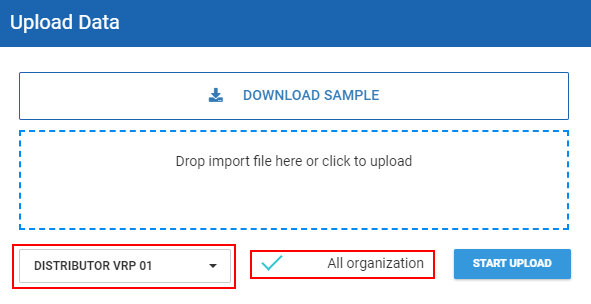 Upload Data
DOWNLOAD SAMPLE
Drop import file here or click to upload
DISTRIBUTOR VRP 01
All organization
START UPLOAD